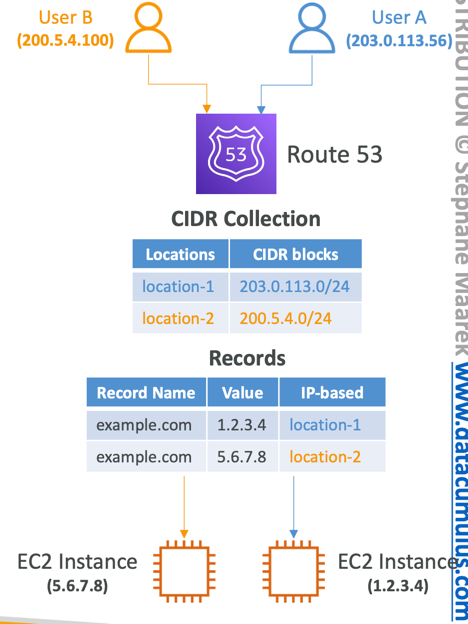 User B
(200.5.4.100)
User A
(203.0.113.56)
53
Route 53
CIDR Collection
Locations CIDR blocks
location-1 203.0.113.0/24
location-2 200.5.4.0/24
Records
Record Name Value IP-based
example.com 1.2.3.4 location-1
example.com 5.6.7.8 location-2
EC2 Instance
(5.6.7.8)
EC2 Instance
(1.2.3.4)
© Stephane Maarek www.datacumulus.com